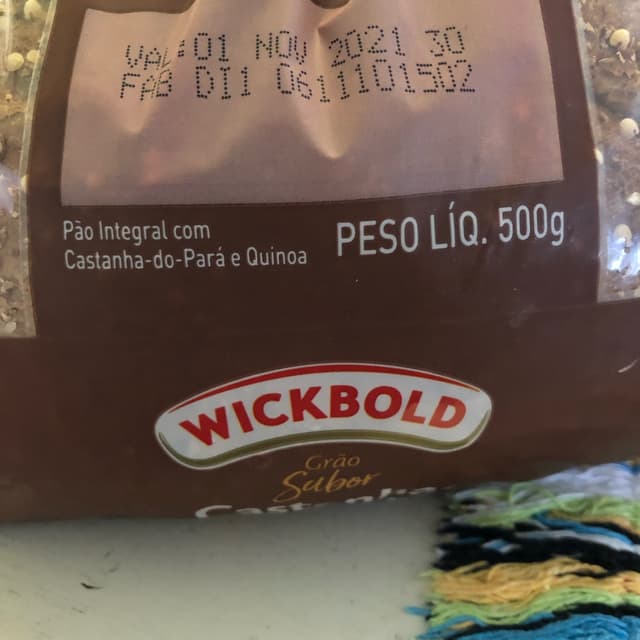 VAL:01 NOV 2021 30
FAB DI1 0611101502
Pão Integral com
Castanha-do-Pará e Quinoa
PESO LÍQ. 500g
WICKBOLD
Grão
Sabor